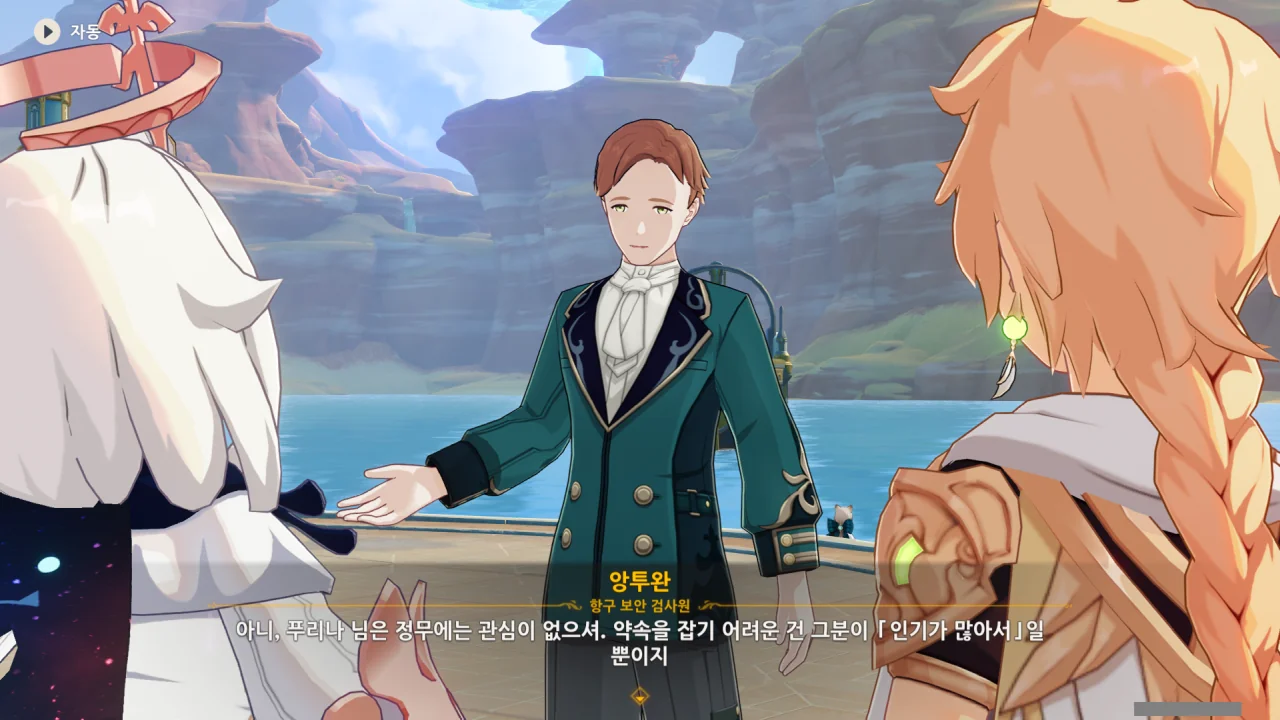 자동
앙투완
항구 보안 검사원
아니, 푸리나 님은 정무에는 관심이 없으셔. 약속을 잡기 어려운 건 그분이 「인기가 많아서」일
뿐이지